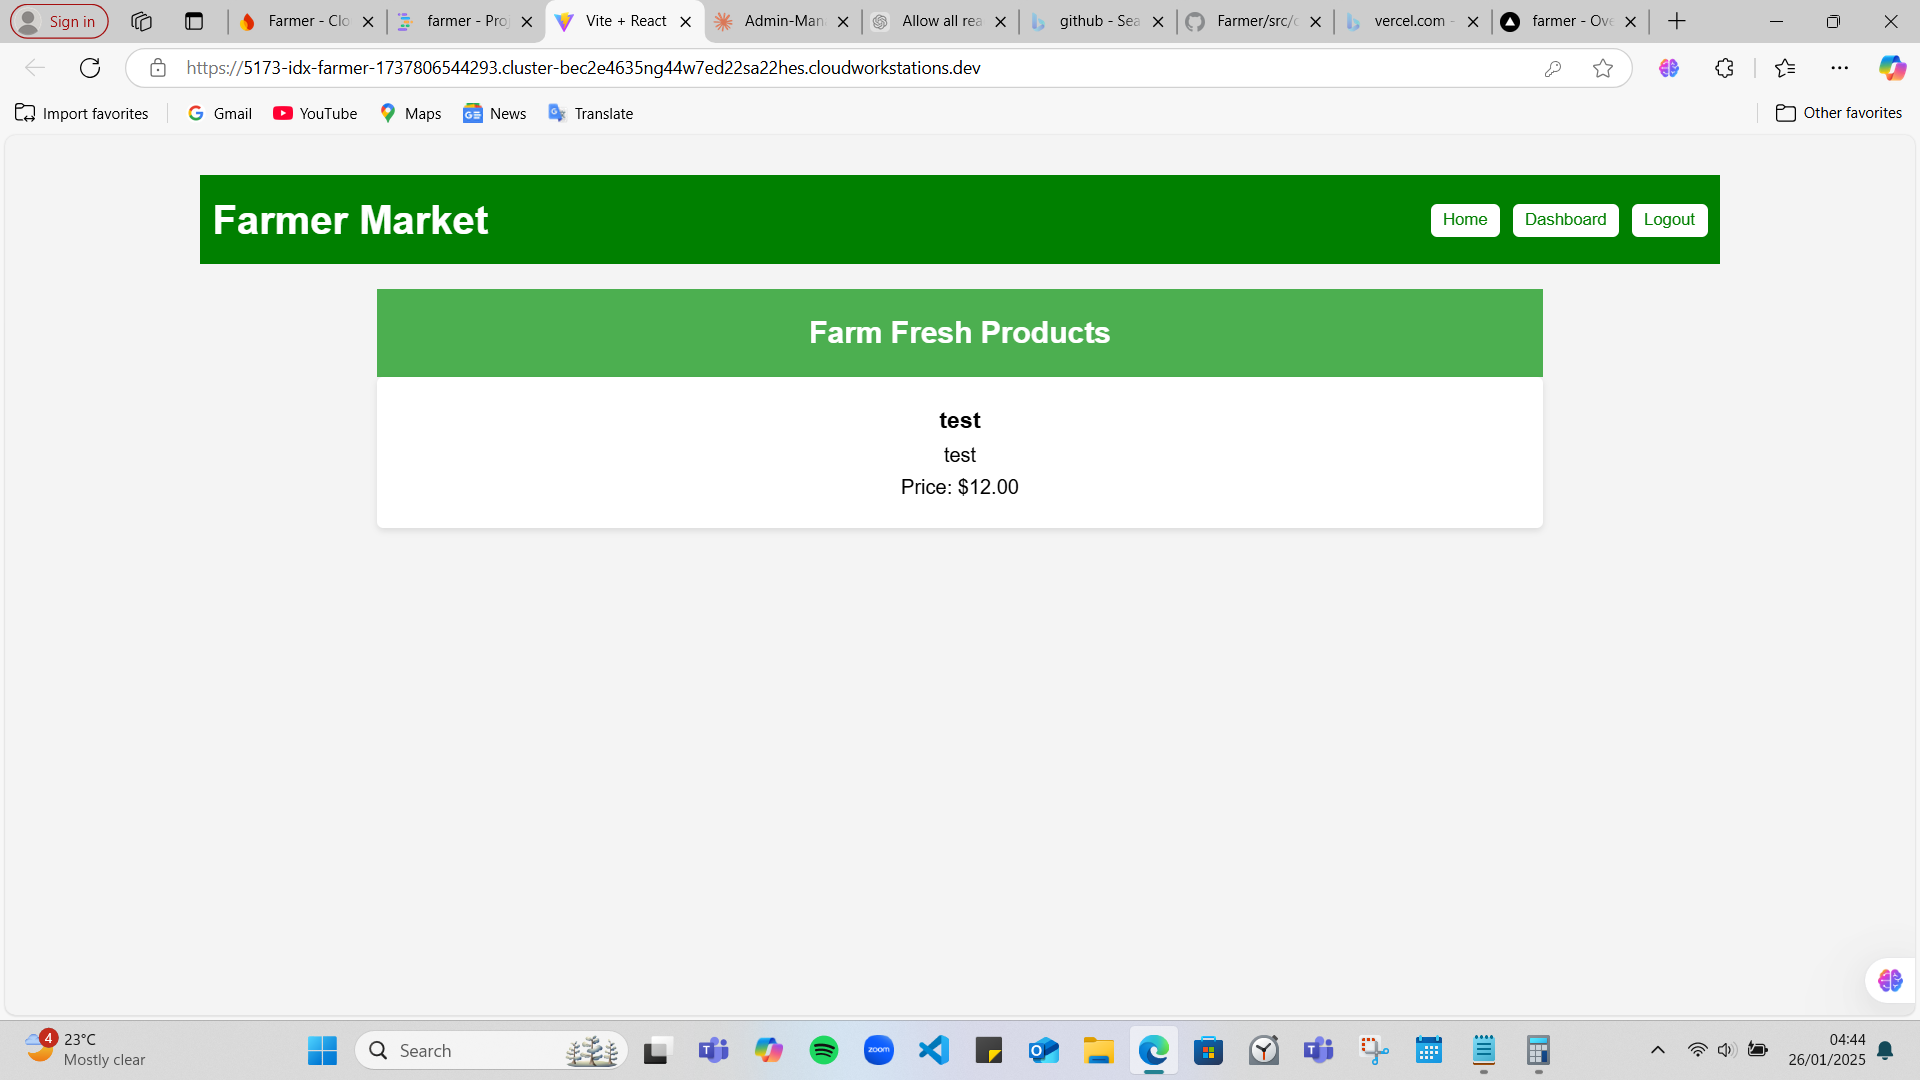 Sign in
Farmer - Clo
farmer - Proj
Vite + React
Admin-Man
Allow all rea
github - Sea
Farmer/src/c
vercel.com -
farmer - Ove
https://5173-idx-farmer-1737806544293.cluster-bec2e4635ng44w7ed22sa22hes.cloudworkstations.dev
Import favorites
Gmail
YouTube
Maps
News
Translate
Other favorites
Farmer Market
Home
Dashboard
Logout
Farm Fresh Products
test
test
Price: $12.00
4
23°C
Mostly clear
Search
zoom
04:44
26/01/2025